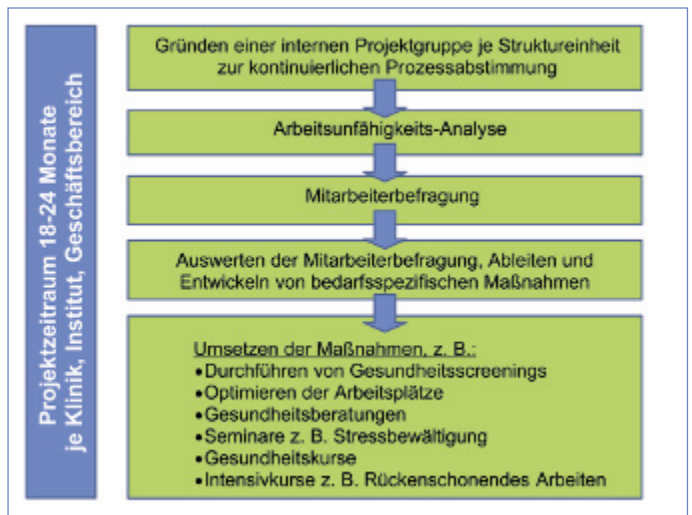 Projektzeitraum 18-24 Monate
je Klinik, Institut, Geschäftsbereich
Gründen einer internen Projektgruppe je Struktureinheit
zur kontinuierlichen Prozessabstimmung
Arbeitsunfähigkeits-Analyse
Mitarbeiterbefragung
Auswerten der Mitarbeiterbefragung, Ableiten und
Entwickeln von bedarfsspezifischen Maßnahmen
Umsetzen der Maßnahmen, z. B.:
•Durchführen von Gesundheitsscreenings
•Optimieren der Arbeitsplätze
•Gesundheitsberatungen
•Seminare z. B. Stressbewältigung
•Gesundheitskurse
•Intensivkurse z. B. Rückenschonendes Arbeiten